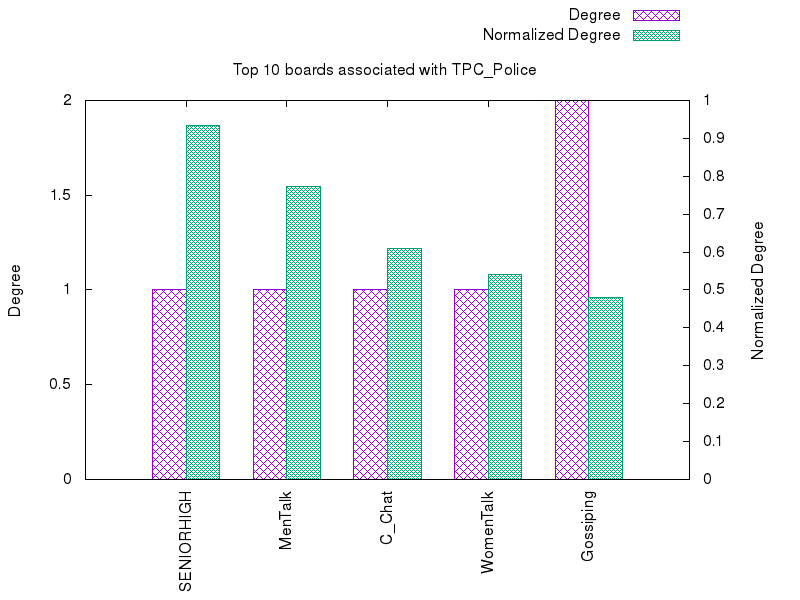 Degree
Normalized Degree
Top 10 boards associated with TPC_Police
2
1.5
1
0.5
0
Degree
1
0.9
0.8
0.7
0.6
0.5
0.4
0.3
0.2
0.1
0
Normalized Degree
SENIORHIGH
MenTalk
C_Chat
WomenTalk
Gossiping